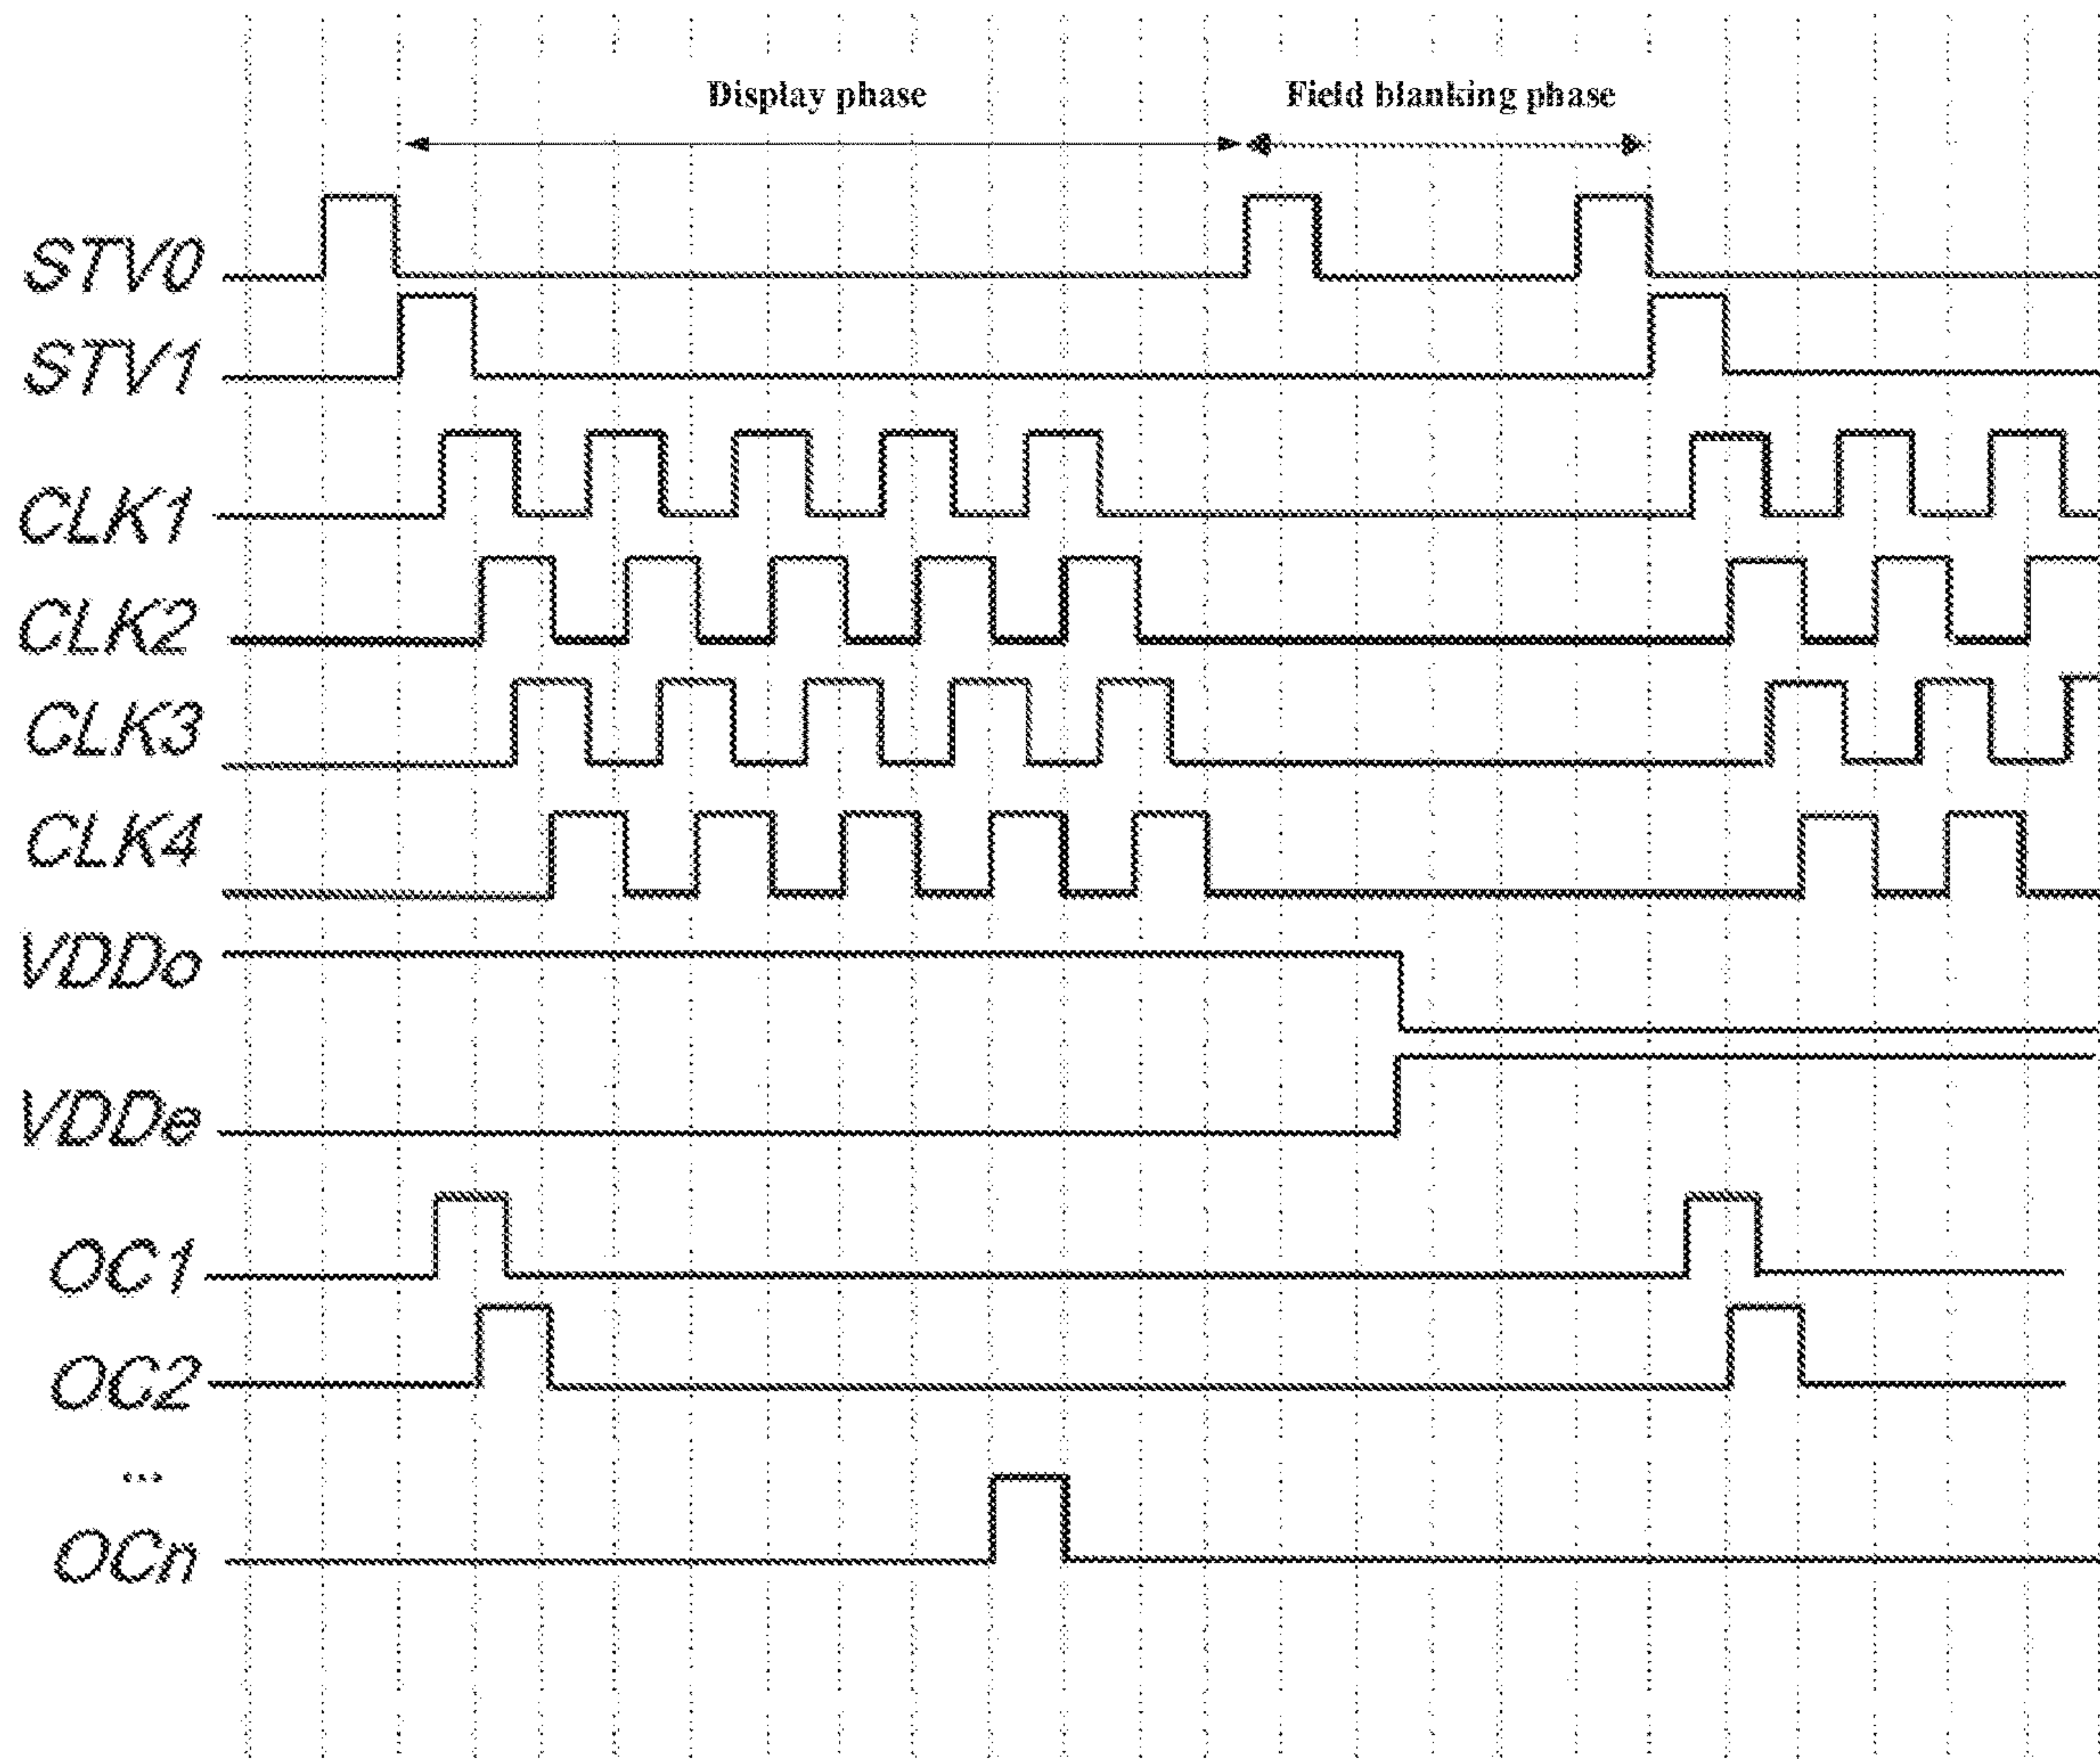 Display phase
Field blanking phase
STV0
STV1
CLK1
CLK2
CLK3
CLK4
VDDo
VDDe
OC1
OC2
...
OCn